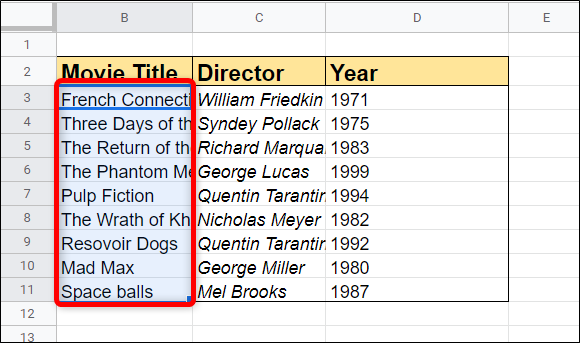 B C D E
1
2 Movie Title Director Year
3 French Connecti William Friedkin 1971
4 Three Days of th Syndey Pollack 1975
5 The Return of the Richard Marqua 1983
6 The Phantom Me George Lucas 1999
7 Pulp Fiction Quentin Tarantin 1994
8 The Wrath of Kh Nicholas Meyer 1982
9 Resovoir Dogs Quentin Tarantin 1992
10 Mad Max George Miller 1980
11 Space balls Mel Brooks 1987
12
13